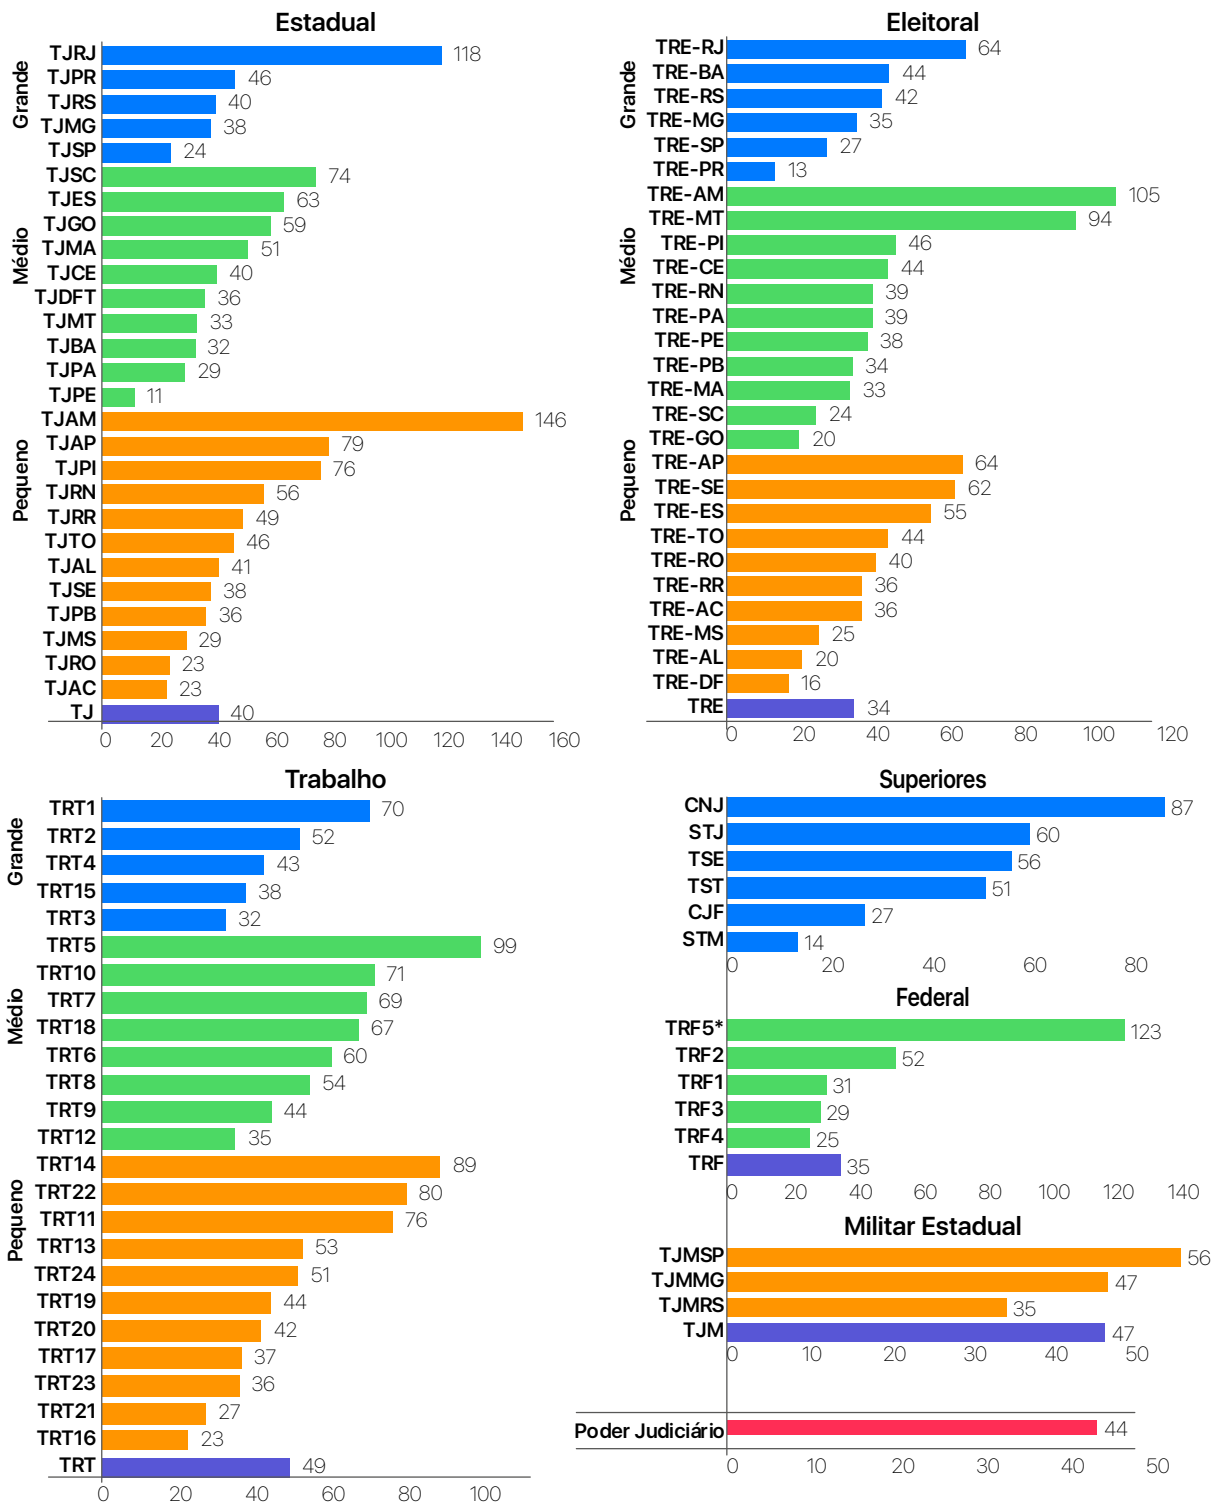 Estadual
Grande
TJRJ 118
TJPR 46
TJRS 40
TJMG 38
TJSP 24
Médio
TJSC 74
TJES 63
TJGO 59
TJMA 51
TJCE 40
TJDFT 36
TJMT 33
TJBA 32
TJPA 29
TJPE 11
Pequeno
TJAM 146
TJAP 79
TJPI 76
TJRN 56
TJRR 49
TJTO 46
TJAL 41
TJSE 38
TJPB 36
TJMS 29
TJRO 23
TJAC 23
TJ 40
0 20 40 60 80 100 120 140 160
Eleitoral
Grande
TRE-RJ 64
TRE-BA 44
TRE-RS 42
TRE-MG 35
TRE-SP 27
TRE-PR 13
Médio
TRE-AM 105
TRE-MT 94
TRE-PI 46
TRE-CE 44
TRE-RN 39
TRE-PA 39
TRE-PE 38
TRE-PB 34
TRE-MA 33
TRE-SC 24
TRE-GO 20
Pequeno
TRE-AP 64
TRE-SE 62
TRE-ES 55
TRE-TO 44
TRE-RO 40
TRE-RR 36
TRE-AC 36
TRE-MS 25
TRE-AL 20
TRE-DF 16
TRE 34
0 20 40 60 80 100 120
Trabalho
Grande
TRT1 70
TRT2 52
TRT4 43
TRT15 38
TRT3 32
Médio
TRT5 99
TRT10 71
TRT7 69
TRT18 67
TRT6 60
TRT8 54
TRT9 44
TRT12 35
Pequeno
TRT14 89
TRT22 80
TRT11 76
TRT13 53
TRT24 51
TRT19 44
TRT20 42
TRT17 37
TRT23 36
TRT21 27
TRT16 23
TRT 49
0 20 40 60 80 100
Superiores
CNJ 87
STJ 60
TSE 56
TST 51
CJF 27
STM 14
0 20 40 60 80
Federal
TRF5* 123
TRF2 52
TRF1 31
TRF3 29
TRF4 25
TRF 35
0 20 40 60 80 100 120 140
Militar Estadual
TJMSP 56
TJMMG 47
TJMRS 35
TJM 47
0 10 20 30 40 50
Poder Judiciário 44
0 10 20 30 40 50